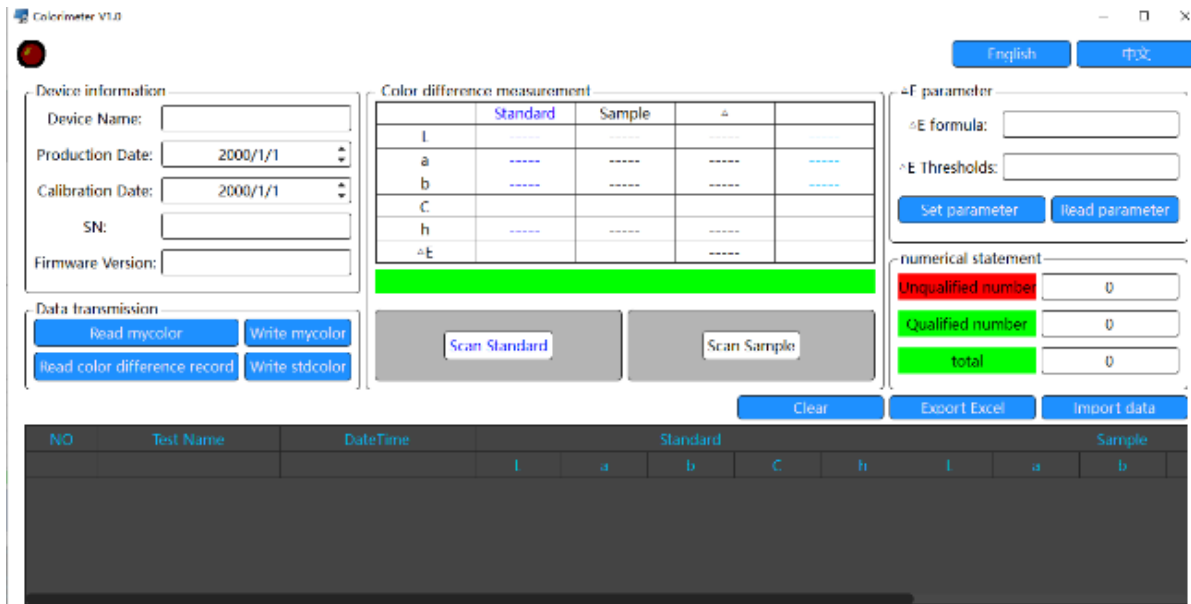 Colorimeter V1.0
English 中文
Device information
Device Name:
Production Date: 2000/1/1
Calibration Date: 2000/1/1
SN:
Firmware Version:
Data transmission
Read mycolor Write mycolor
Read color difference record Write stdcolor
Color difference measurement
Standard Sample △
L ----- ----- ----- -----
a ----- ----- ----- -----
b ----- ----- ----- -----
C
h ----- ----- -----
△E -----
Scan Standard Scan Sample
△E parameter
△E formula:
△E Thresholds:
Set parameter Read parameter
numerical statement
Unqualified number 0
Qualified number 0
total 0
Clear Export Excel Import data
NO Test Name DateTime Standard Sample
L a b C h L a b